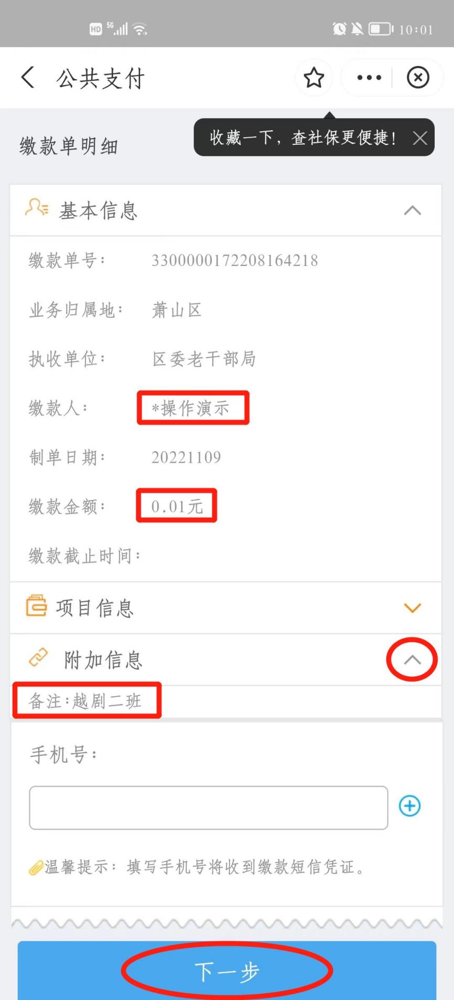 HD 5G 10:01
公共支付
收藏一下，查社保更便捷！
缴款单明细
基本信息
缴款单号： 3300000172208164218
业务归属地： 萧山区
执收单位： 区委老干部局
缴款人： *操作演示
制单日期： 20221109
缴款金额： 0.01元
缴款截止时间：
项目信息
附加信息
备注:越剧二班
手机号：
温馨提示：填写手机号将收到缴款短信凭证。
下一步